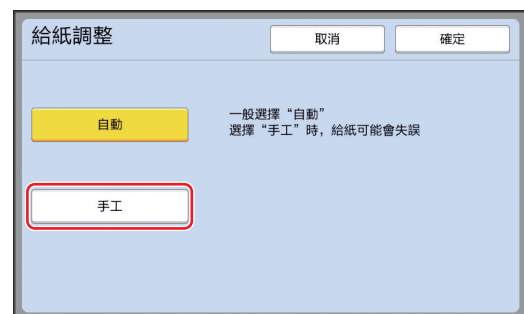 給紙調整
取消
確定
自動
一般選擇“自動”
選擇“手工”時，給紙可能會失誤
手工